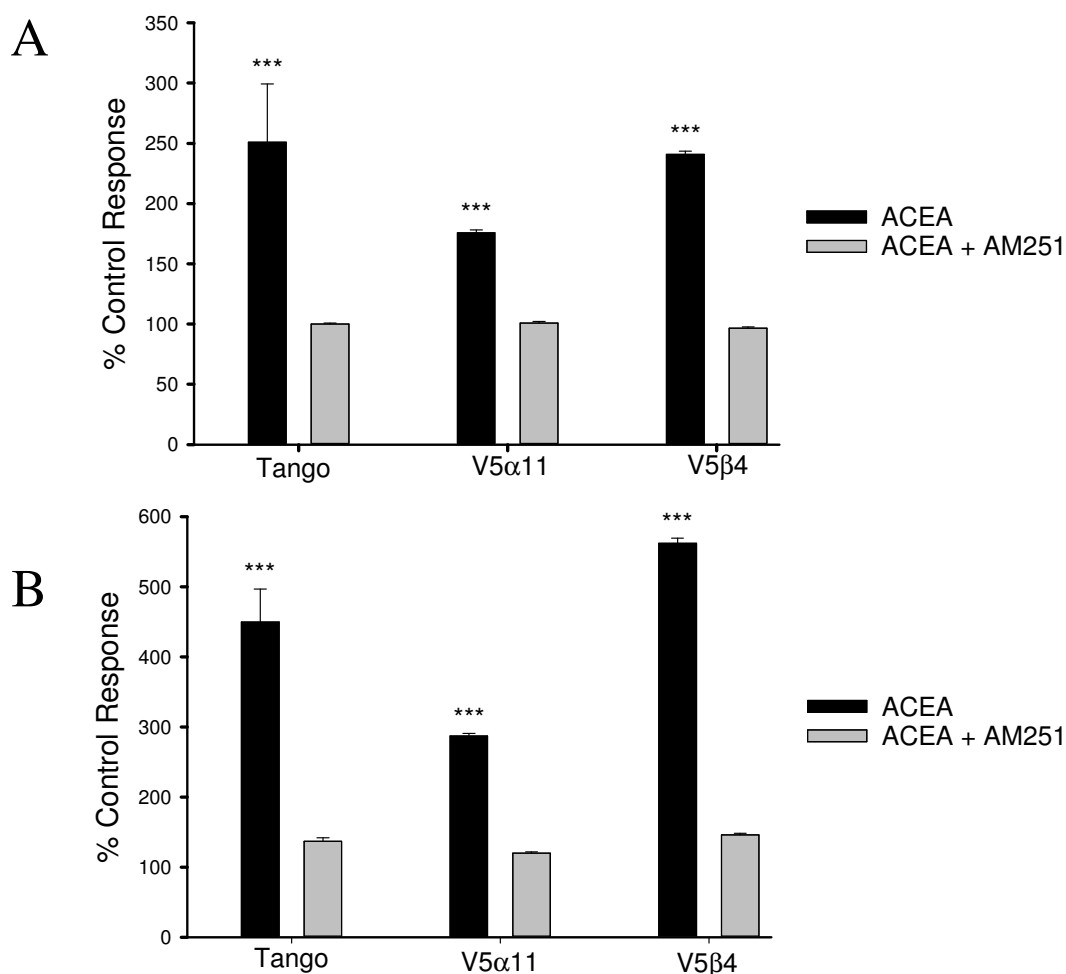 A
% Control Response
350
300
250
200
150
100
50
0
***
***
***
Tango V5α11 V5β4
ACEA
ACEA + AM251
B
% Control Response
600
500
400
300
200
100
0
***
***
***
Tango V5α11 V5β4
ACEA
ACEA + AM251